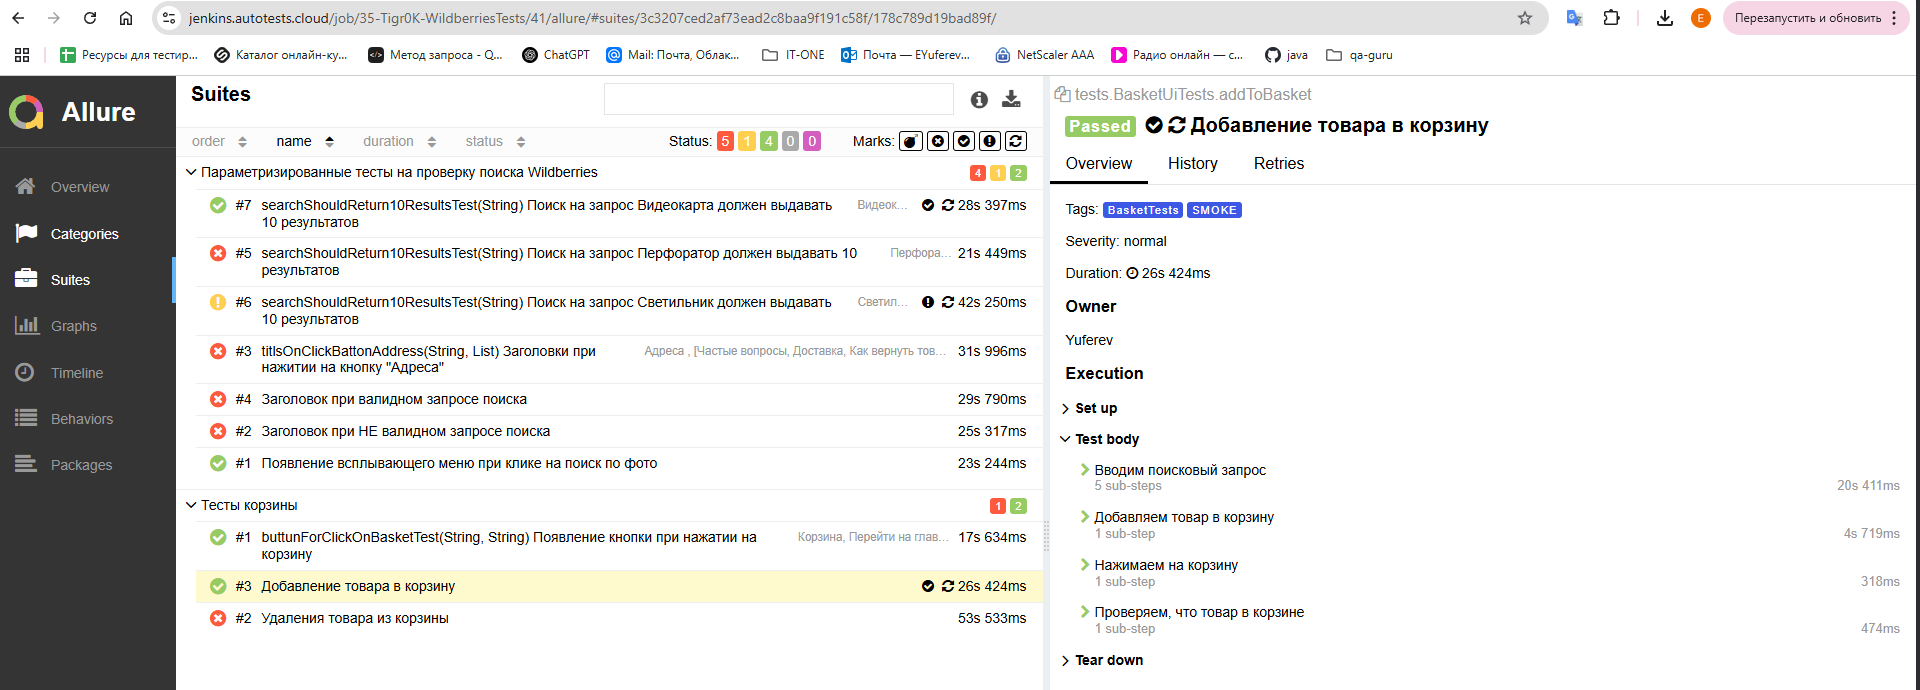 jenkins.autotests.cloud/job/35-Tigr0K-WildberriesTests/41/allure/#suites/3c3207ced2af73ead2c8baa9f191c58f/178c789d19bad89f/
E
Перезапустить и обновить
Ресурсы для тестир...
Каталог онлайн-ку...
Метод запроса - Q...
ChatGPT
Mail: Почта, Облак...
IT-ONE
Почта — EYuferev...
NetScaler AAA
Радио онлайн — с...
java
qa-guru
Allure
Overview
Categories
Suites
Graphs
Timeline
Behaviors
Packages
Suites
order name duration status Status: 5 1 4 0 0 Marks:
Параметризированные тесты на проверку поиска Wildberries 4 1 2
#7 searchShouldReturn10ResultsTest(String) Поиск на запрос Видеокарта должен выдавать Видеок... 28s 397ms
10 результатов
#5 searchShouldReturn10ResultsTest(String) Поиск на запрос Перфоратор должен выдавать 10 Перфора... 21s 449ms
результатов
#6 searchShouldReturn10ResultsTest(String) Поиск на запрос Светильник должен выдавать Светил... 42s 250ms
10 результатов
#3 titlsOnClickBattonAddress(String, List) Заголовки при Адреса , [Частые вопросы, Доставка, Как вернуть тов... 31s 996ms
нажитии на кнопку "Адреса"
#4 Заголовок при валидном запросе поиска 29s 790ms
#2 Заголовок при НЕ валидном запросе поиска 25s 317ms
#1 Появление всплывающего меню при клике на поиск по фото 23s 244ms
Тесты корзины 1 2
#1 buttunForClickOnBasketTest(String, String) Появление кнопки при нажатии на Корзина, Перейти на глав... 17s 634ms
корзину
#3 Добавление товара в корзину 26s 424ms
#2 Удаления товара из корзины 53s 533ms
tests.BasketUiTests.addToBasket
Passed Добавление товара в корзину
Overview History Retries
Tags: BasketTests SMOKE
Severity: normal
Duration: 26s 424ms
Owner
Yuferev
Execution
Set up
Test body
Вводим поисковый запрос
5 sub-steps 20s 411ms
Добавляем товар в корзину
1 sub-step 4s 719ms
Нажимаем на корзину
1 sub-step 318ms
Проверяем, что товар в корзине
1 sub-step 474ms
Tear down